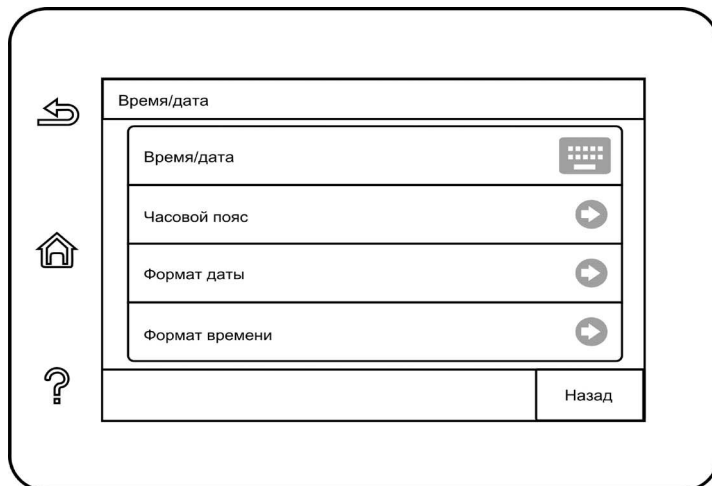 Время/дата
Время/дата
Часовой пояс
Формат даты
Формат времени
Назад